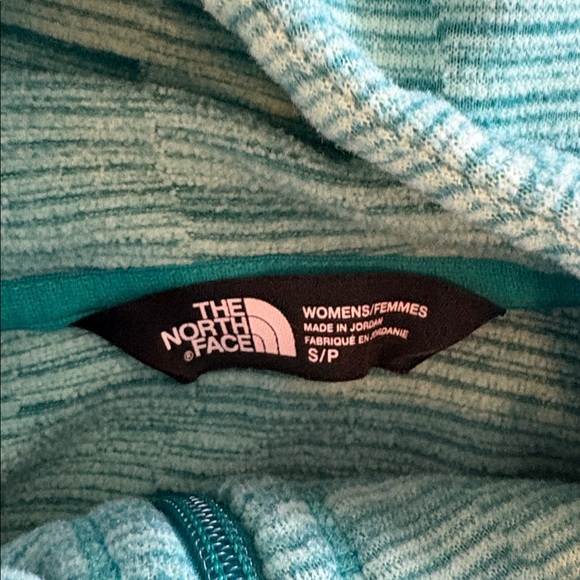 THE
NORTH
FACE
®
WOMENS/FEMMES
MADE IN JORDAN
FABRIQUÉ EN JORDANIE
S/P